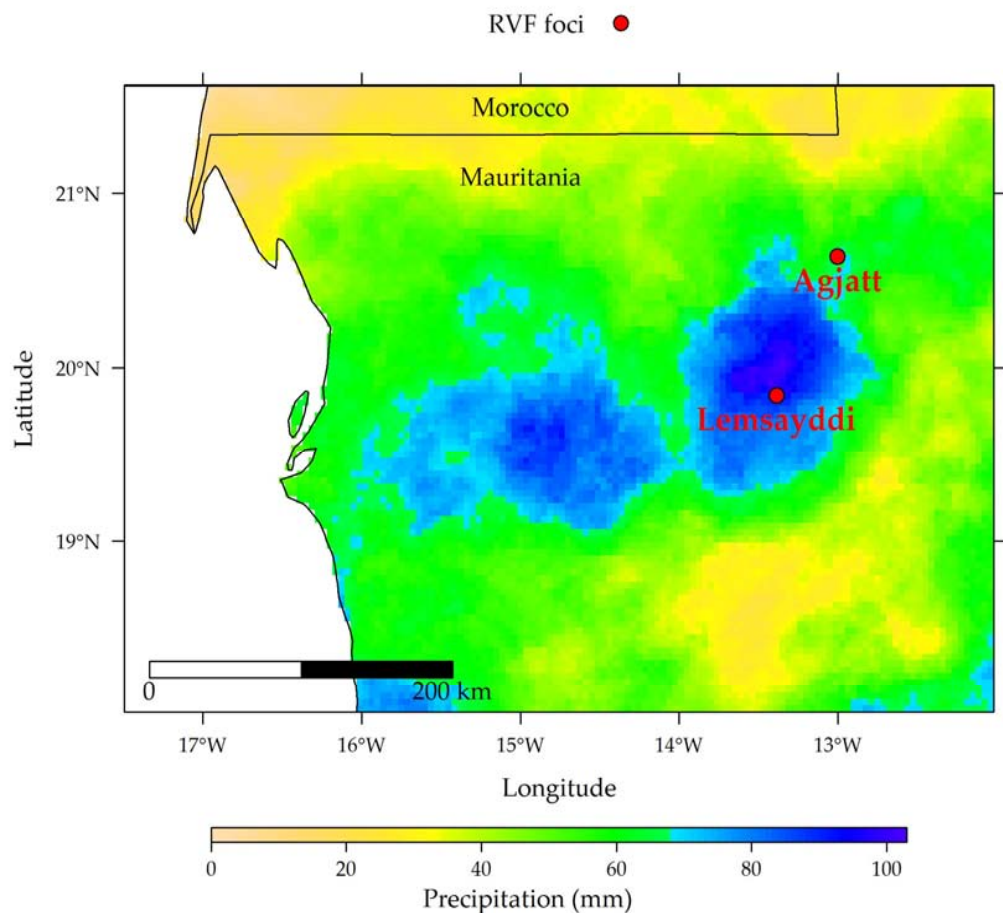 RVF foci
Morocco
Mauritania
21°N
Agjatt
20°N
Lemsayddi
Latitude
19°N
0
200 km
17°W 16°W 15°W 14°W 13°W
Longitude
0 20 40 60 80 100
Precipitation (mm)